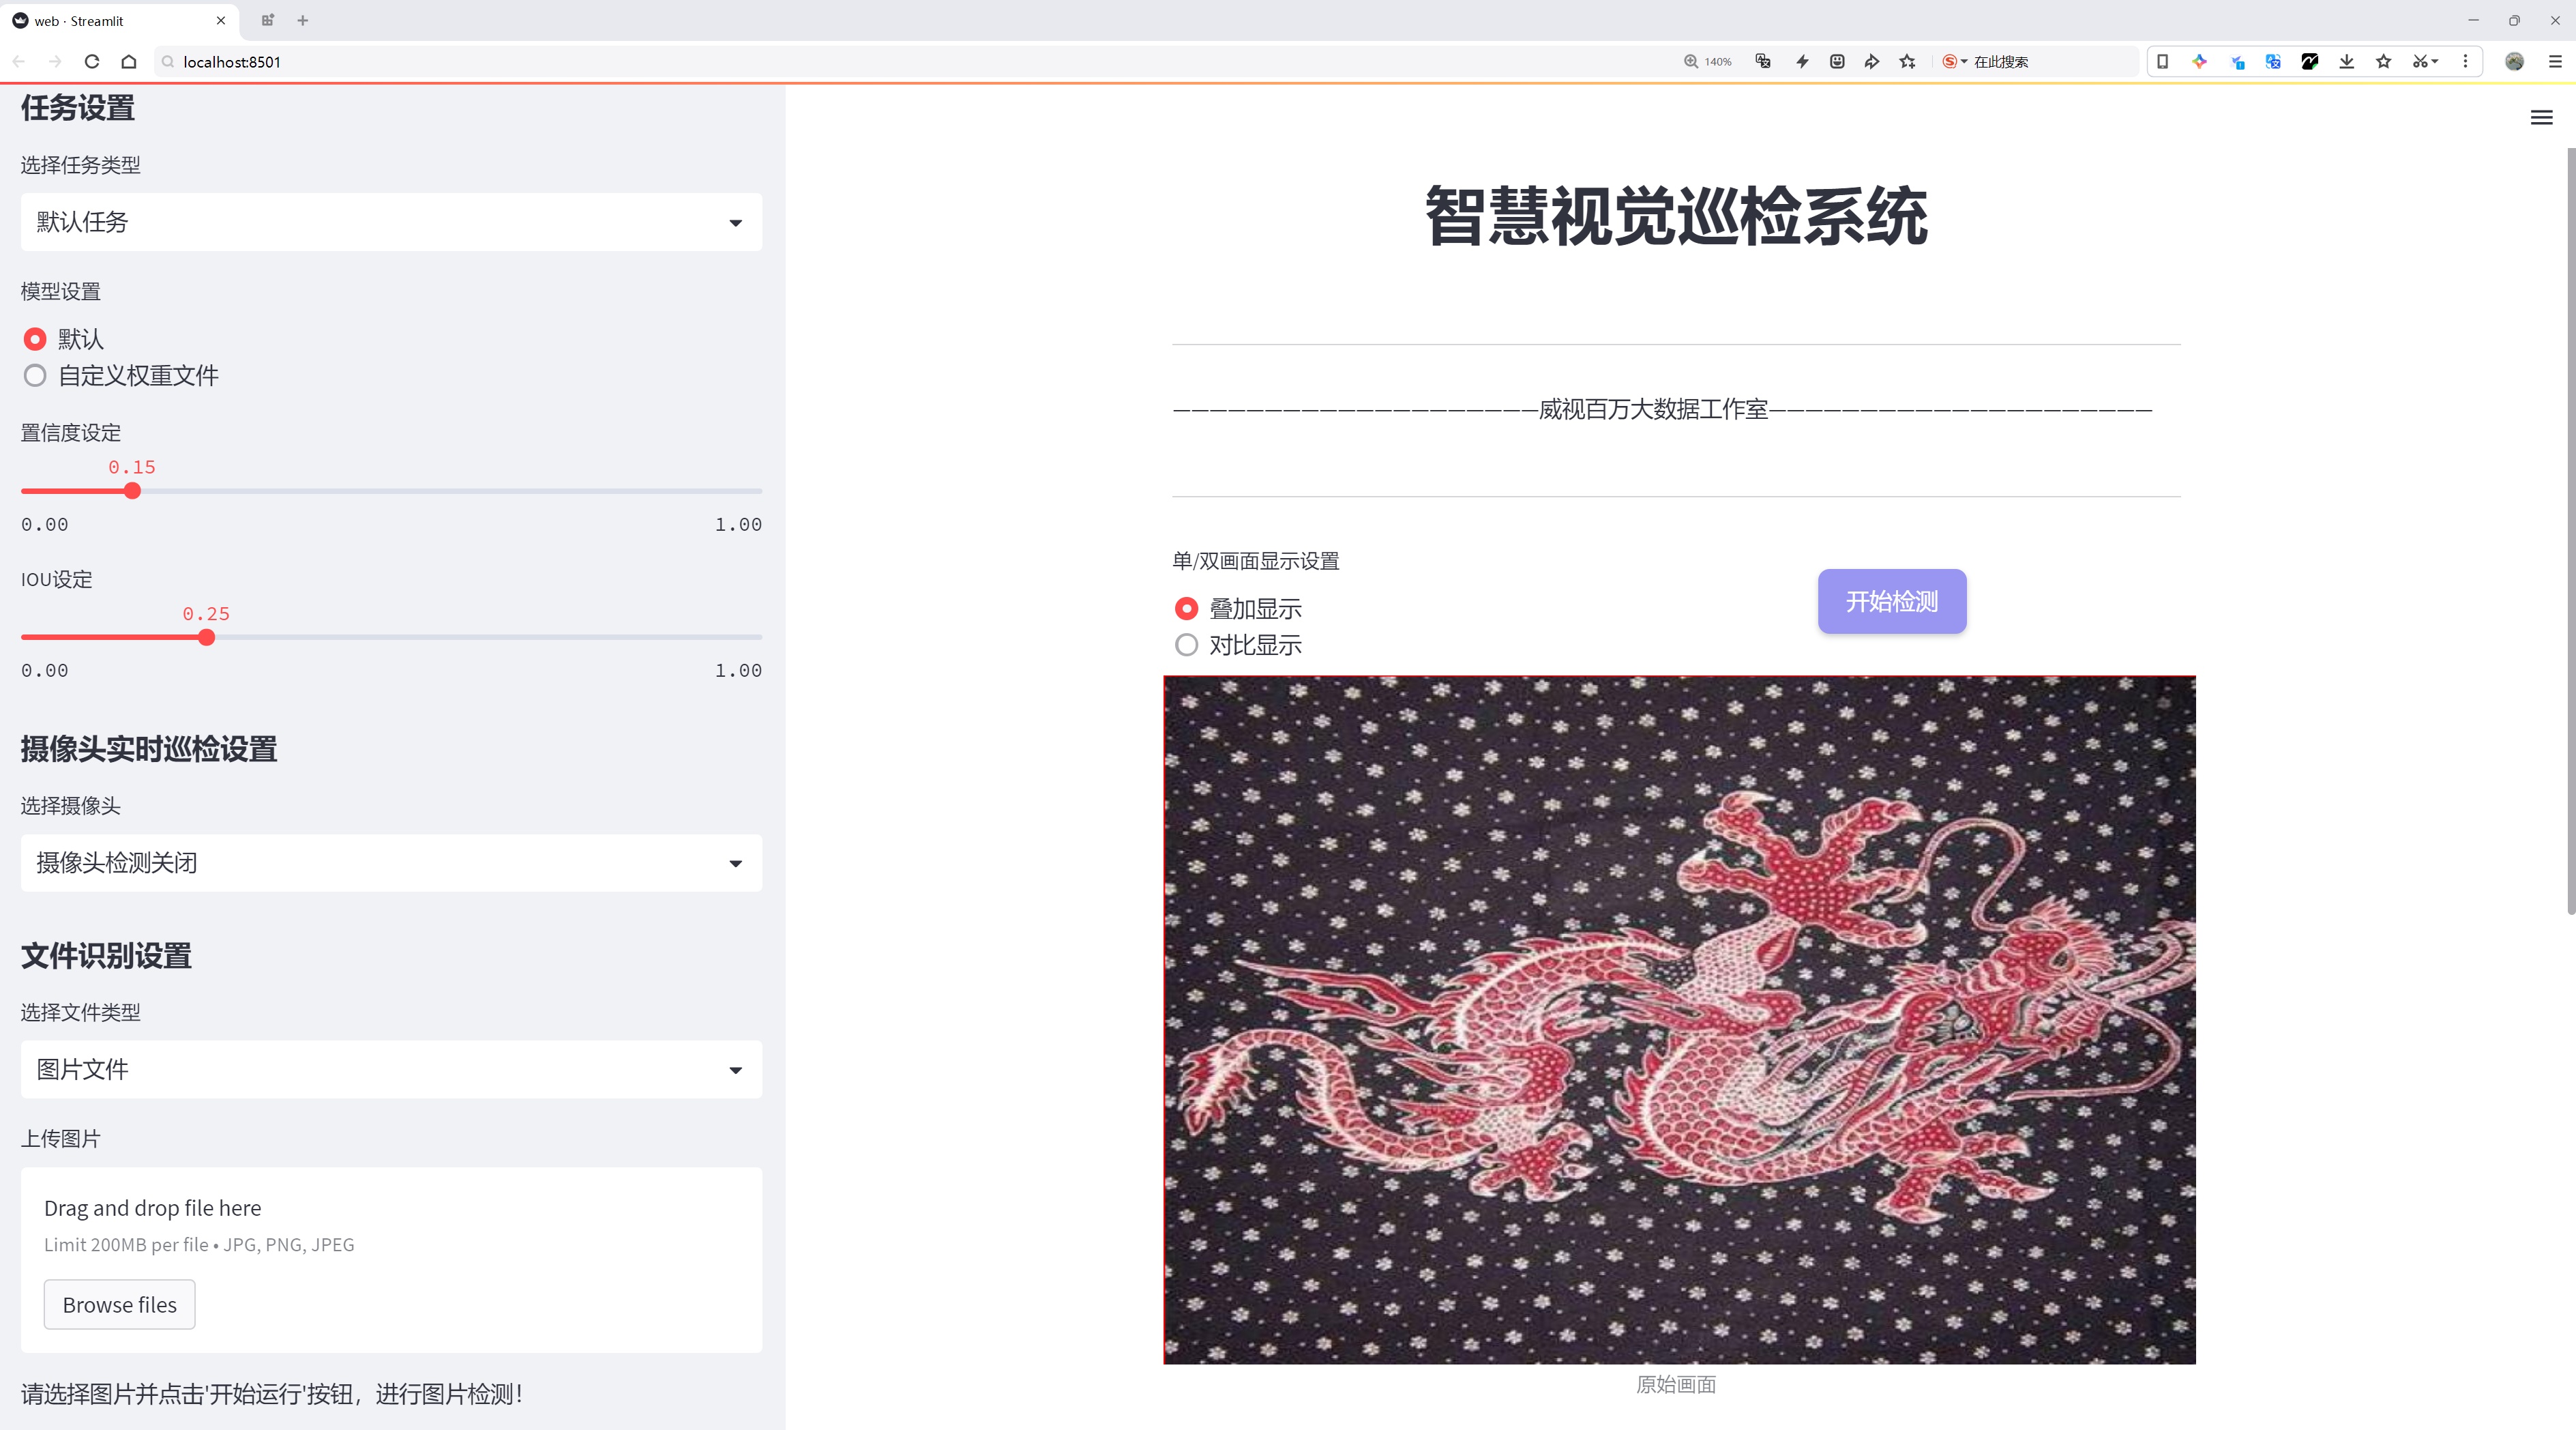 web · Streamlit
localhost:8501
140%
在此搜索
任务设置
选择任务类型
默认任务
模型设置
默认
自定义权重文件
置信度设定
0.15
0.00
1.00
IOU设定
0.25
0.00
1.00
摄像头实时巡检设置
选择摄像头
摄像头检测关闭
文件识别设置
选择文件类型
图片文件
上传图片
Drag and drop file here
Limit 200MB per file • JPG, PNG, JPEG
Browse files
请选择图片并点击'开始运行'按钮，进行图片检测！
智慧视觉巡检系统
————————————————————威视百万大数据工作室—————————————————————
单/双画面显示设置
叠加显示
对比显示
开始检测
原始画面